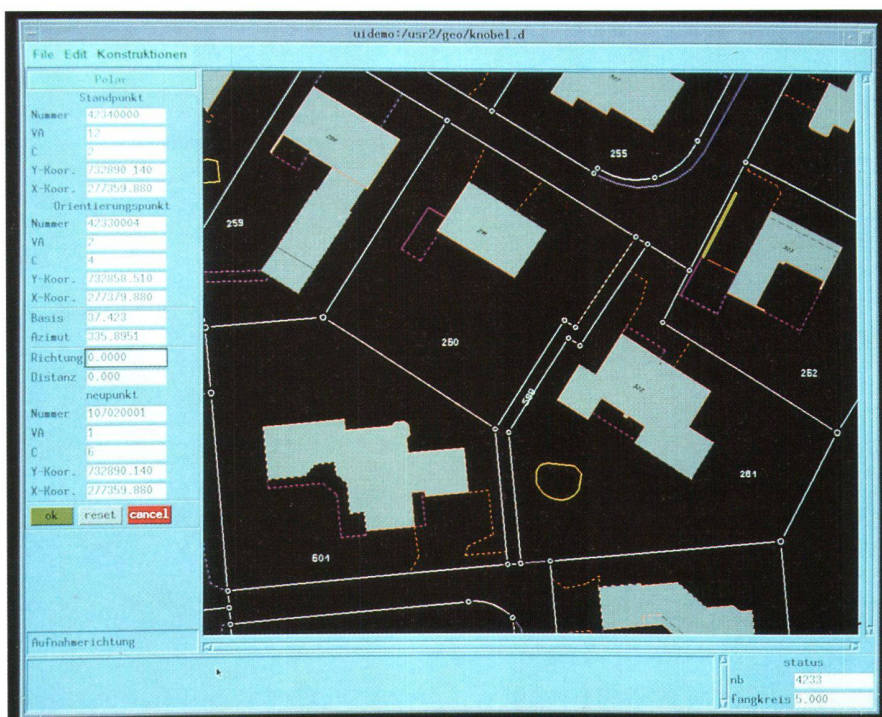 uidemo:/usr2/geo/knobel.d
File Edit Konstruktionen
Polar
Standpunkt
Nummer 42340000
VA 12
C 2
Y-Koor. 732890.140
X-Koor. 277359.880
Orientierungspunkt
Nummer 42330004
VA 2
C 4
Y-Koor. 732858.510
X-Koor. 277379.880
Basis 37.423
Azimut 335.8951
Richtung 0.0000
Distanz 0.000
neupunkt
Nummer 107020001
VA 1
C 6
Y-Koor. 732890.140
X-Koor. 277359.880
ok reset cancel
Aufnahmerichtung
255
259
260
262
261
601
status
nb 4233
fangkreis 5.000